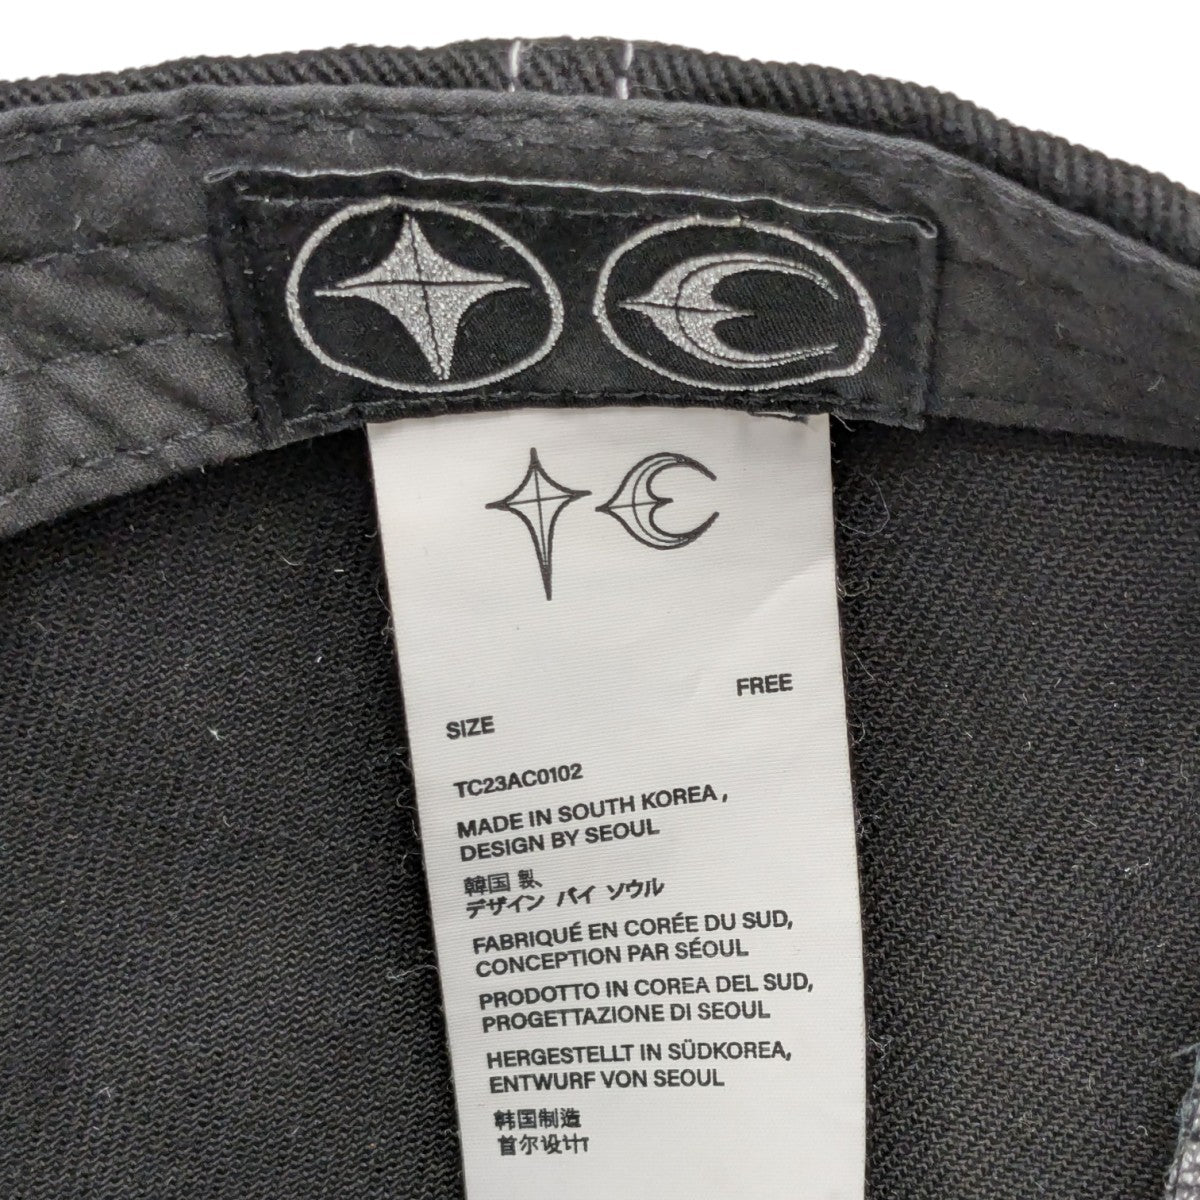 FREE
SIZE
TC23AC0102
MADE IN SOUTH KOREA,
DESIGN BY SEOUL
韓国 製、
デザイン バイ ソウル
FABRIQUÉ EN CORÉE DU SUD,
CONCEPTION PAR SÉOUL
PRODOTTO IN COREA DEL SUD,
PROGETTAZIONE DI SEOUL
HERGESTELLT IN SÜDKOREA,
ENTWURF VON SEOUL
韩国制造
首尔设计